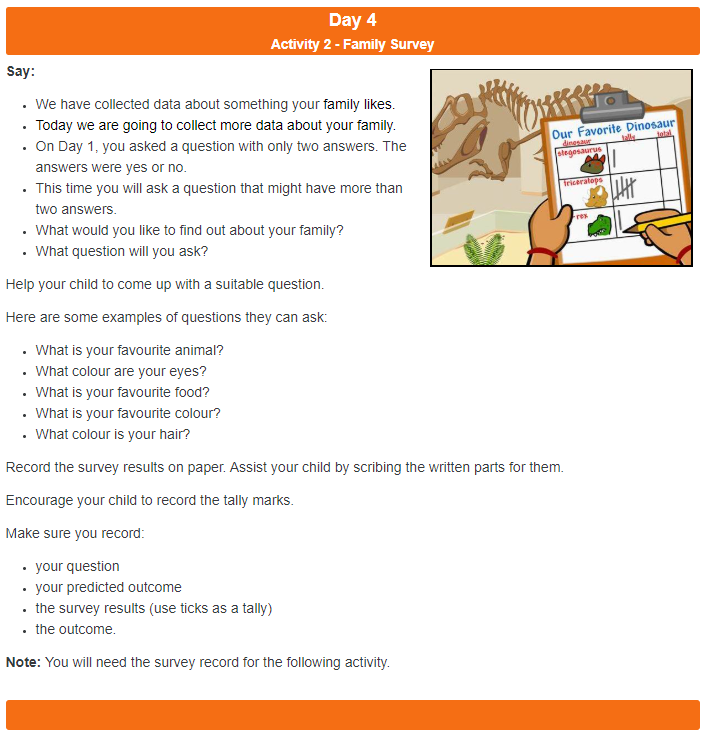 Day 4
Activity 2 - Family Survey
Say:
• We have collected data about something your family likes.
• Today we are going to collect more data about your family.
• On Day 1, you asked a question with only two answers. The
answers were yes or no.
• This time you will ask a question that might have more than
two answers.
• What would you like to find out about your family?
• What question will you ask?
Our Favorite Dinosaur
dinosaur tally total
stegosaurus
triceratops
rex
Help your child to come up with a suitable question.
Here are some examples of questions they can ask:
• What is your favourite animal?
• What colour are your eyes?
• What is your favourite food?
• What is your favourite colour?
• What colour is your hair?
Record the survey results on paper. Assist your child by scribing the written parts for them.
Encourage your child to record the tally marks.
Make sure you record:
• your question
• your predicted outcome
• the survey results (use ticks as a tally)
• the outcome.
Note: You will need the survey record for the following activity.